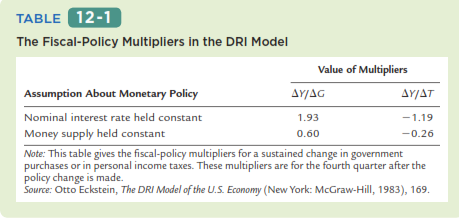 TABLE 12-1
The Fiscal-Policy Multipliers in the DRI Model
Value of Multipliers
Assumption About Monetary Policy ΔY/ΔG ΔY/ΔT
Nominal interest rate held constant 1.93 −1.19
Money supply held constant 0.60 −0.26
Note: This table gives the fiscal-policy multipliers for a sustained change in government
purchases or in personal income taxes. These multipliers are for the fourth quarter after the
policy change is made.
Source: Otto Eckstein, The DRI Model of the U.S. Economy (New York: McGraw-Hill, 1983), 169.